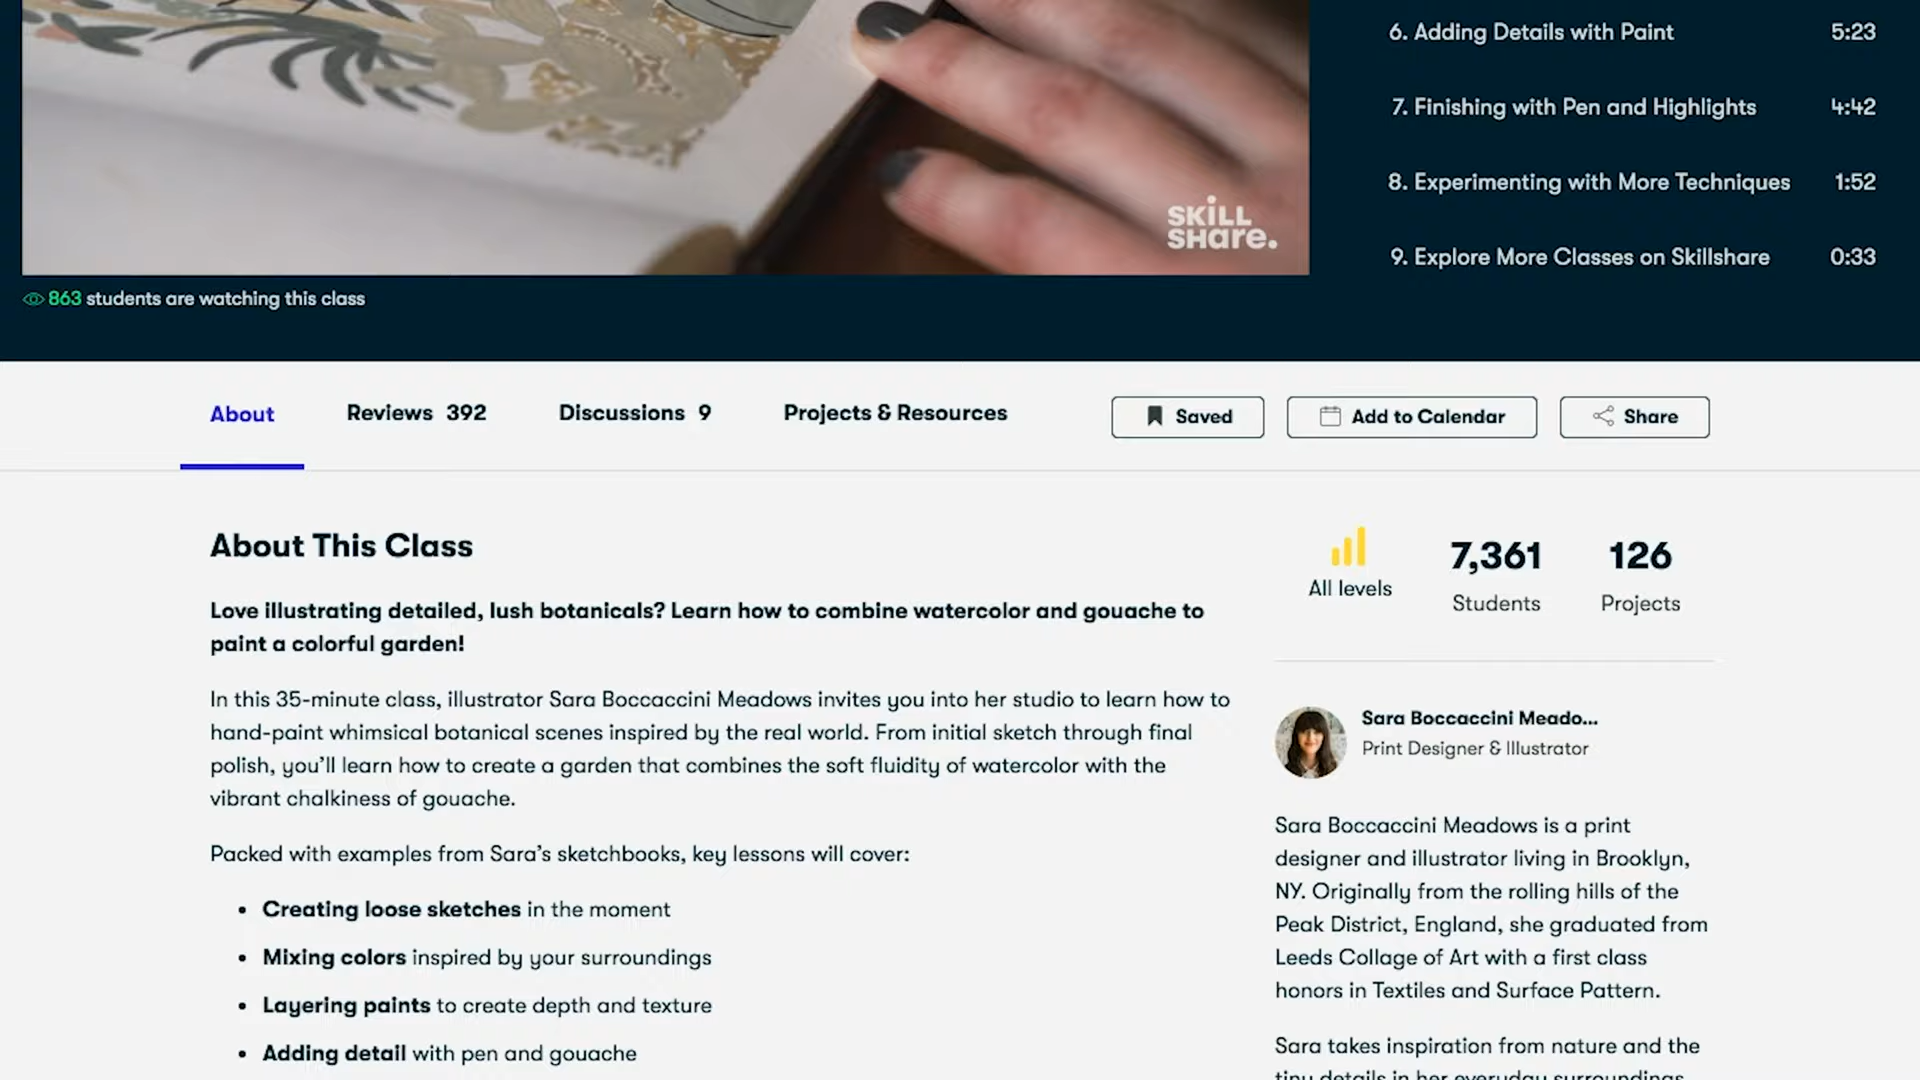 6. Adding Details with Paint 5:23
7. Finishing with Pen and Highlights 4:42
8. Experimenting with More Techniques 1:52
9. Explore More Classes on Skillshare 0:33
SKiLL
SHare.
863 students are watching this class
About Reviews 392 Discussions 9 Projects & Resources Saved Add to Calendar Share
About This Class
Love illustrating detailed, lush botanicals? Learn how to combine watercolor and gouache to
paint a colorful garden!
In this 35-minute class, illustrator Sara Boccaccini Meadows invites you into her studio to learn how to
hand-paint whimsical botanical scenes inspired by the real world. From initial sketch through final
polish, you’ll learn how to create a garden that combines the soft fluidity of watercolor with the
vibrant chalkiness of gouache.
Packed with examples from Sara’s sketchbooks, key lessons will cover:
• Creating loose sketches in the moment
• Mixing colors inspired by your surroundings
• Layering paints to create depth and texture
• Adding detail with pen and gouache
All levels
7,361
Students
126
Projects
Sara Boccaccini Meado...
Print Designer & Illustrator
Sara Boccaccini Meadows is a print
designer and illustrator living in Brooklyn,
NY. Originally from the rolling hills of the
Peak District, England, she graduated from
Leeds Collage of Art with a first class
honors in Textiles and Surface Pattern.
Sara takes inspiration from nature and the
tiny details in her everyday surroundings